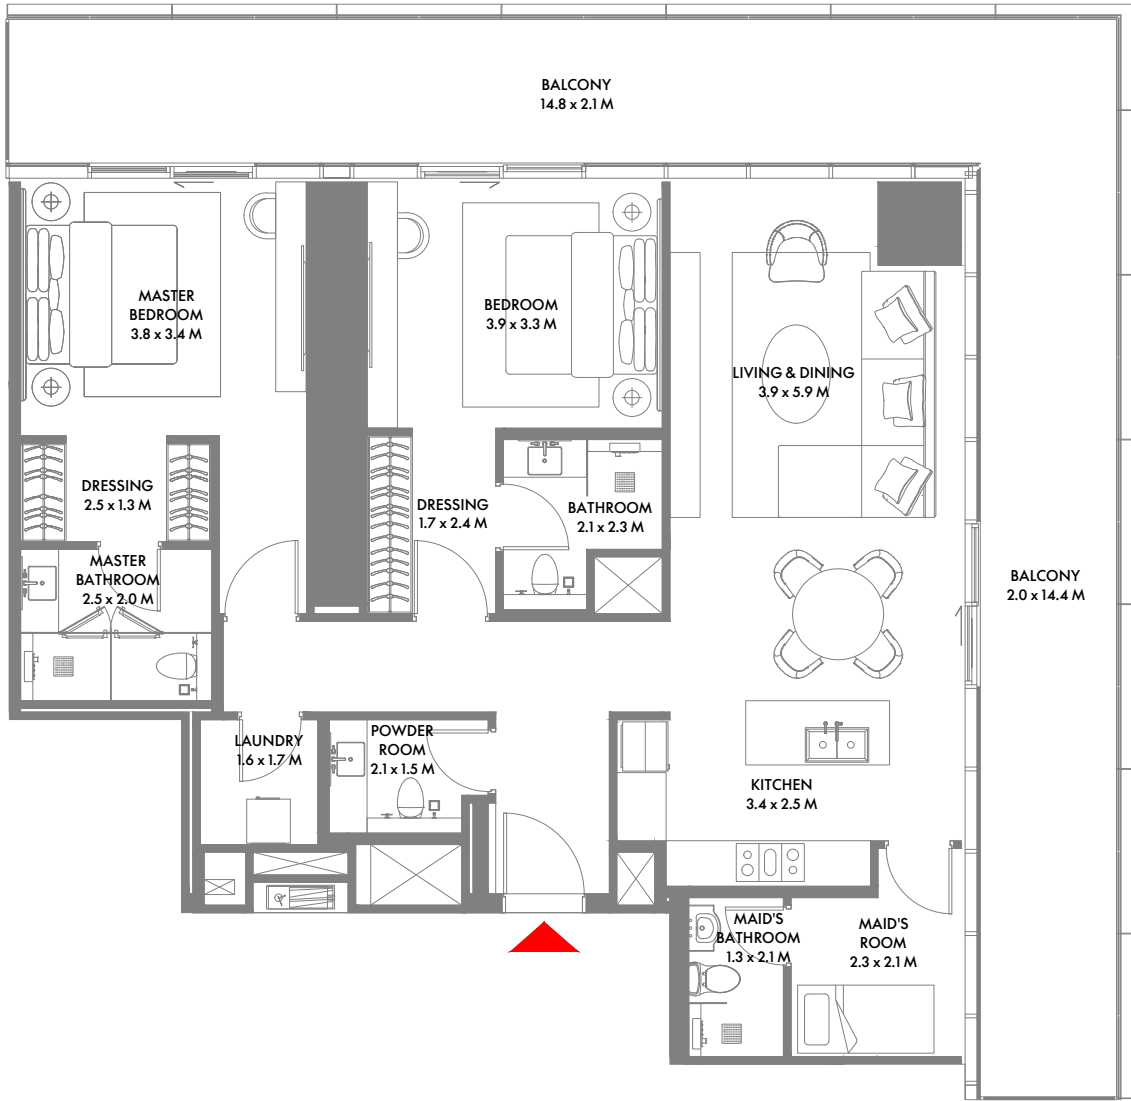 BALCONY
14.8 x 2.1 M
MASTER
BEDROOM
3.8 x 3.4 M
BEDROOM
3.9 x 3.3 M
LIVING & DINING
3.9 x 5.9 M
DRESSING
2.5 x 1.3 M
DRESSING
1.7 x 2.4 M
BATHROOM
2.1 x 2.3 M
MASTER
BATHROOM
2.5 x 2.0 M
BALCONY
2.0 x 14.4 M
LAUNDRY
1.6 x 1.7 M
POWDER
ROOM
2.1 x 1.5 M
KITCHEN
3.4 x 2.5 M
MAID'S
BATHROOM
1.3 x 2.1 M
MAID'S
ROOM
2.3 x 2.1 M